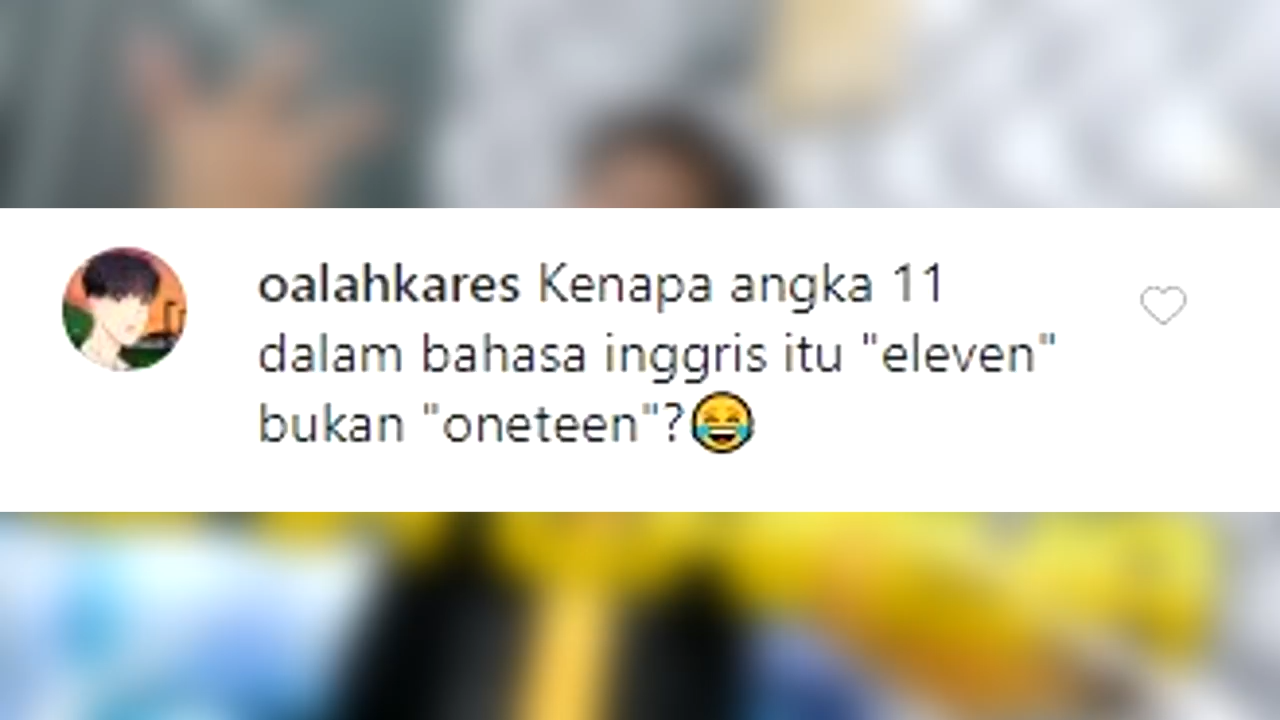 oalahkares Kenapa angka 11
dalam bahasa inggris itu "eleven"
bukan "oneteen"?😂